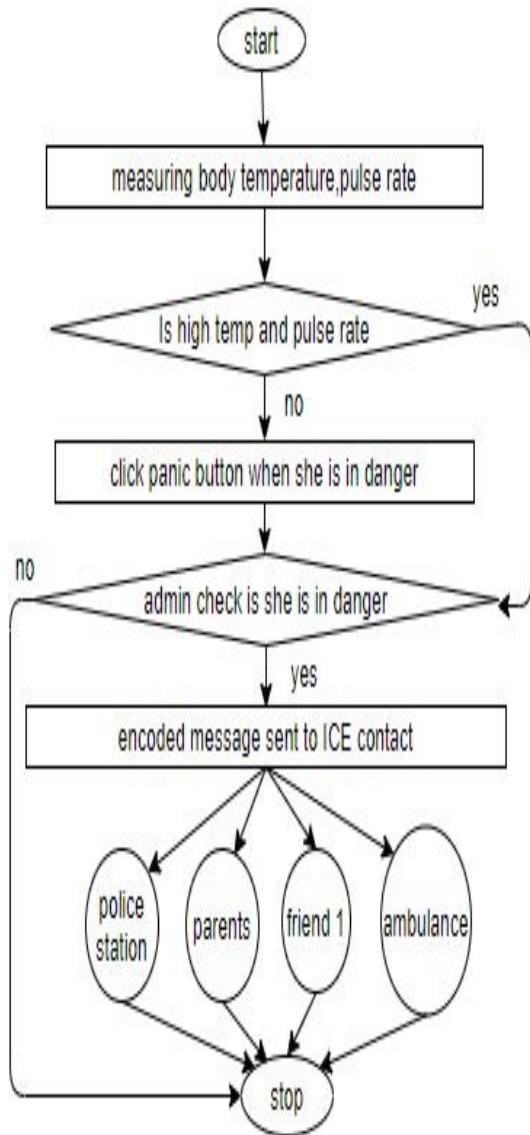 start
measuring body temperature,pulse rate
yes
Is high temp and pulse rate
no
click panic button when she is in danger
no
admin check is she is in danger
yes
encoded message sent to ICE contact
police
station
parents
friend 1
ambulance
stop